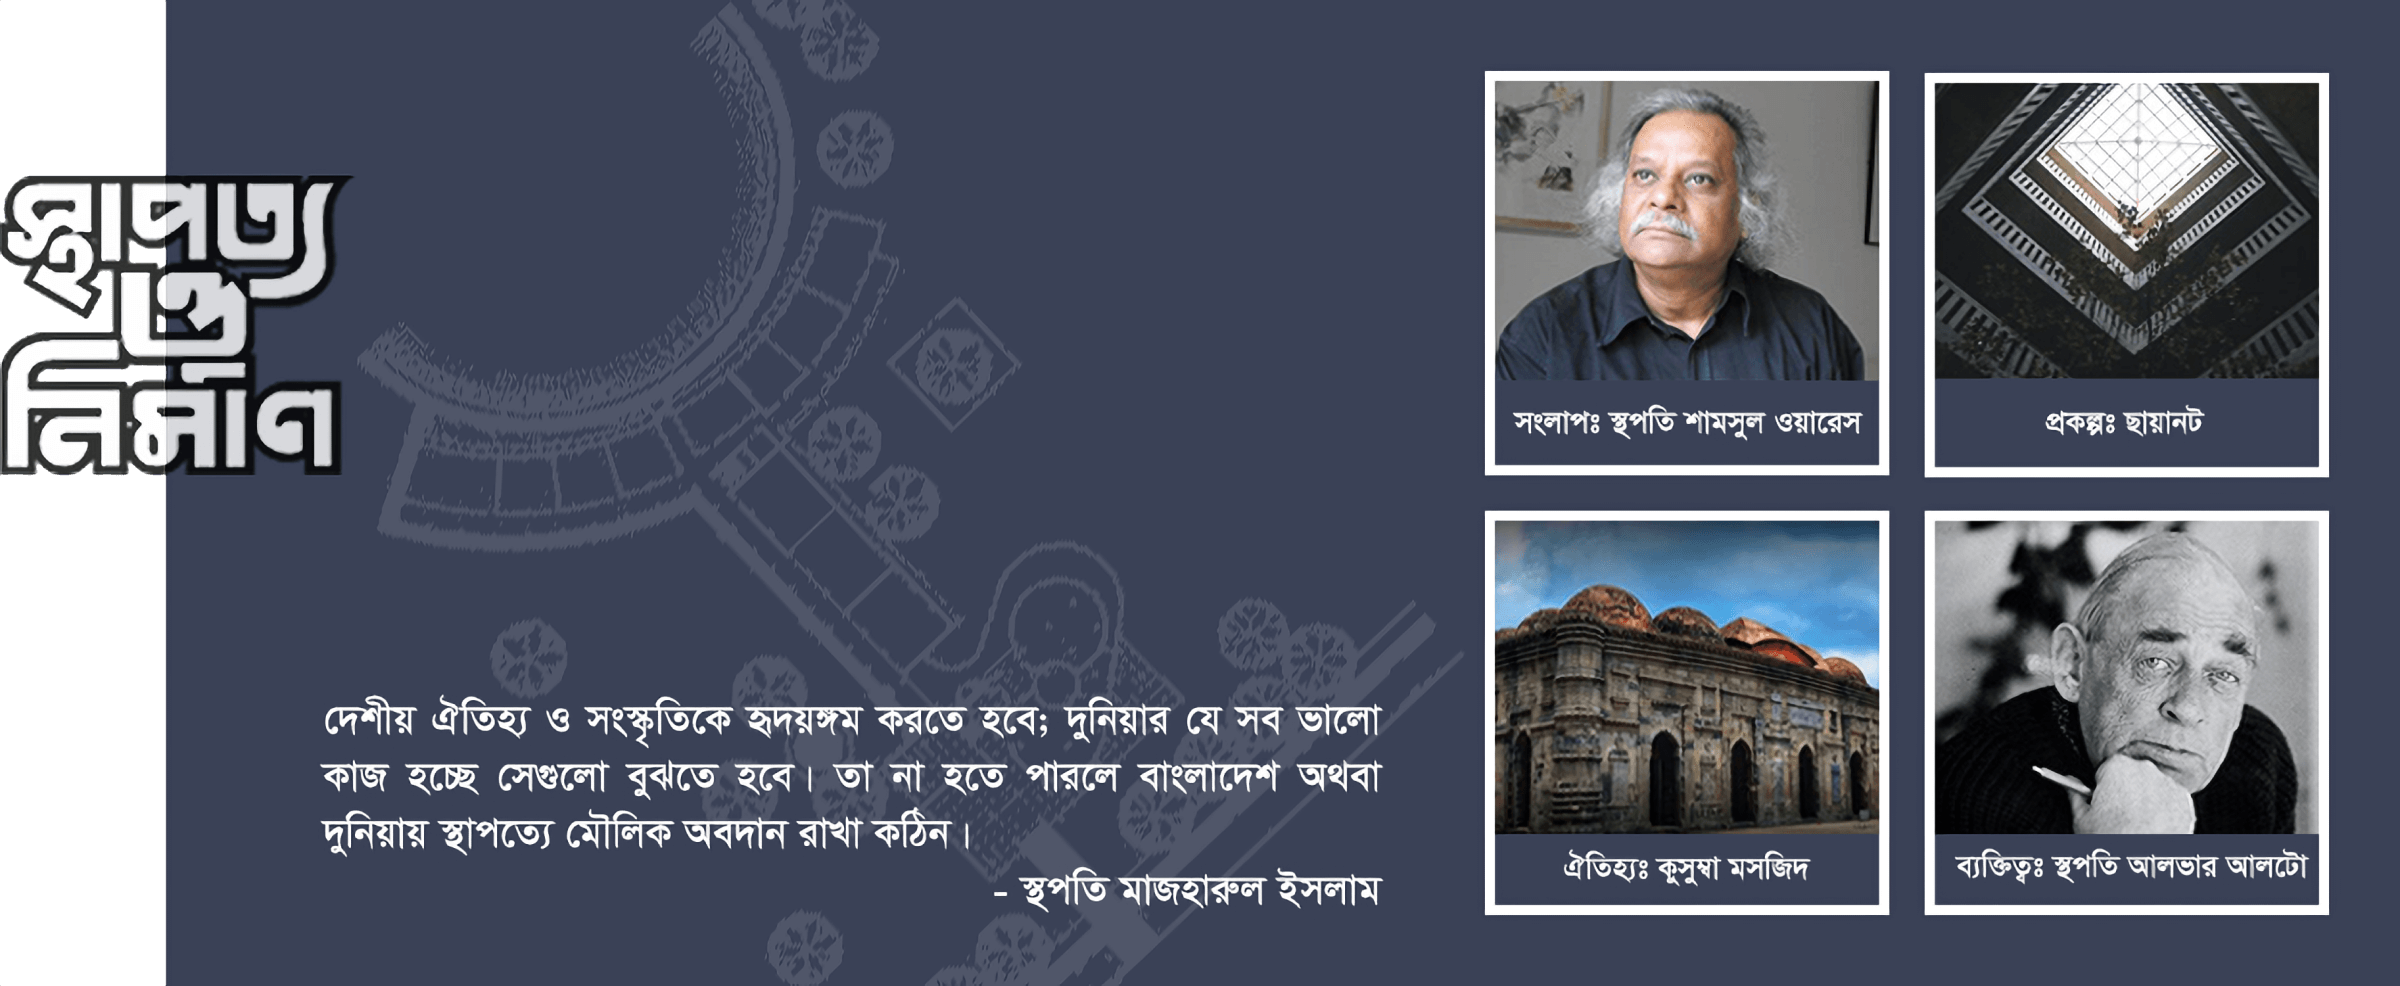 স্থাপত্য
ও
নির্মাণ
দেশীয় ঐতিহ্য ও সংস্কৃতিকে হৃদয়ঙ্গম করতে হবে; দুনিয়ার যে সব ভালো
কাজ হচ্ছে সেগুলো বুঝতে হবে। তা না হতে পারলে বাংলাদেশ অথবা
দুনিয়ায় স্থাপত্যে মৌলিক অবদান রাখা কঠিন।
- স্থপতি মাজহারুল ইসলাম
সংলাপঃ স্থপতি শামসুল ওয়ারেস
প্রকল্পঃ ছায়ানট
ঐতিহ্যঃ কুসুম্বা মসজিদ
ব্যক্তিত্বঃ স্থপতি আলভার আলটো